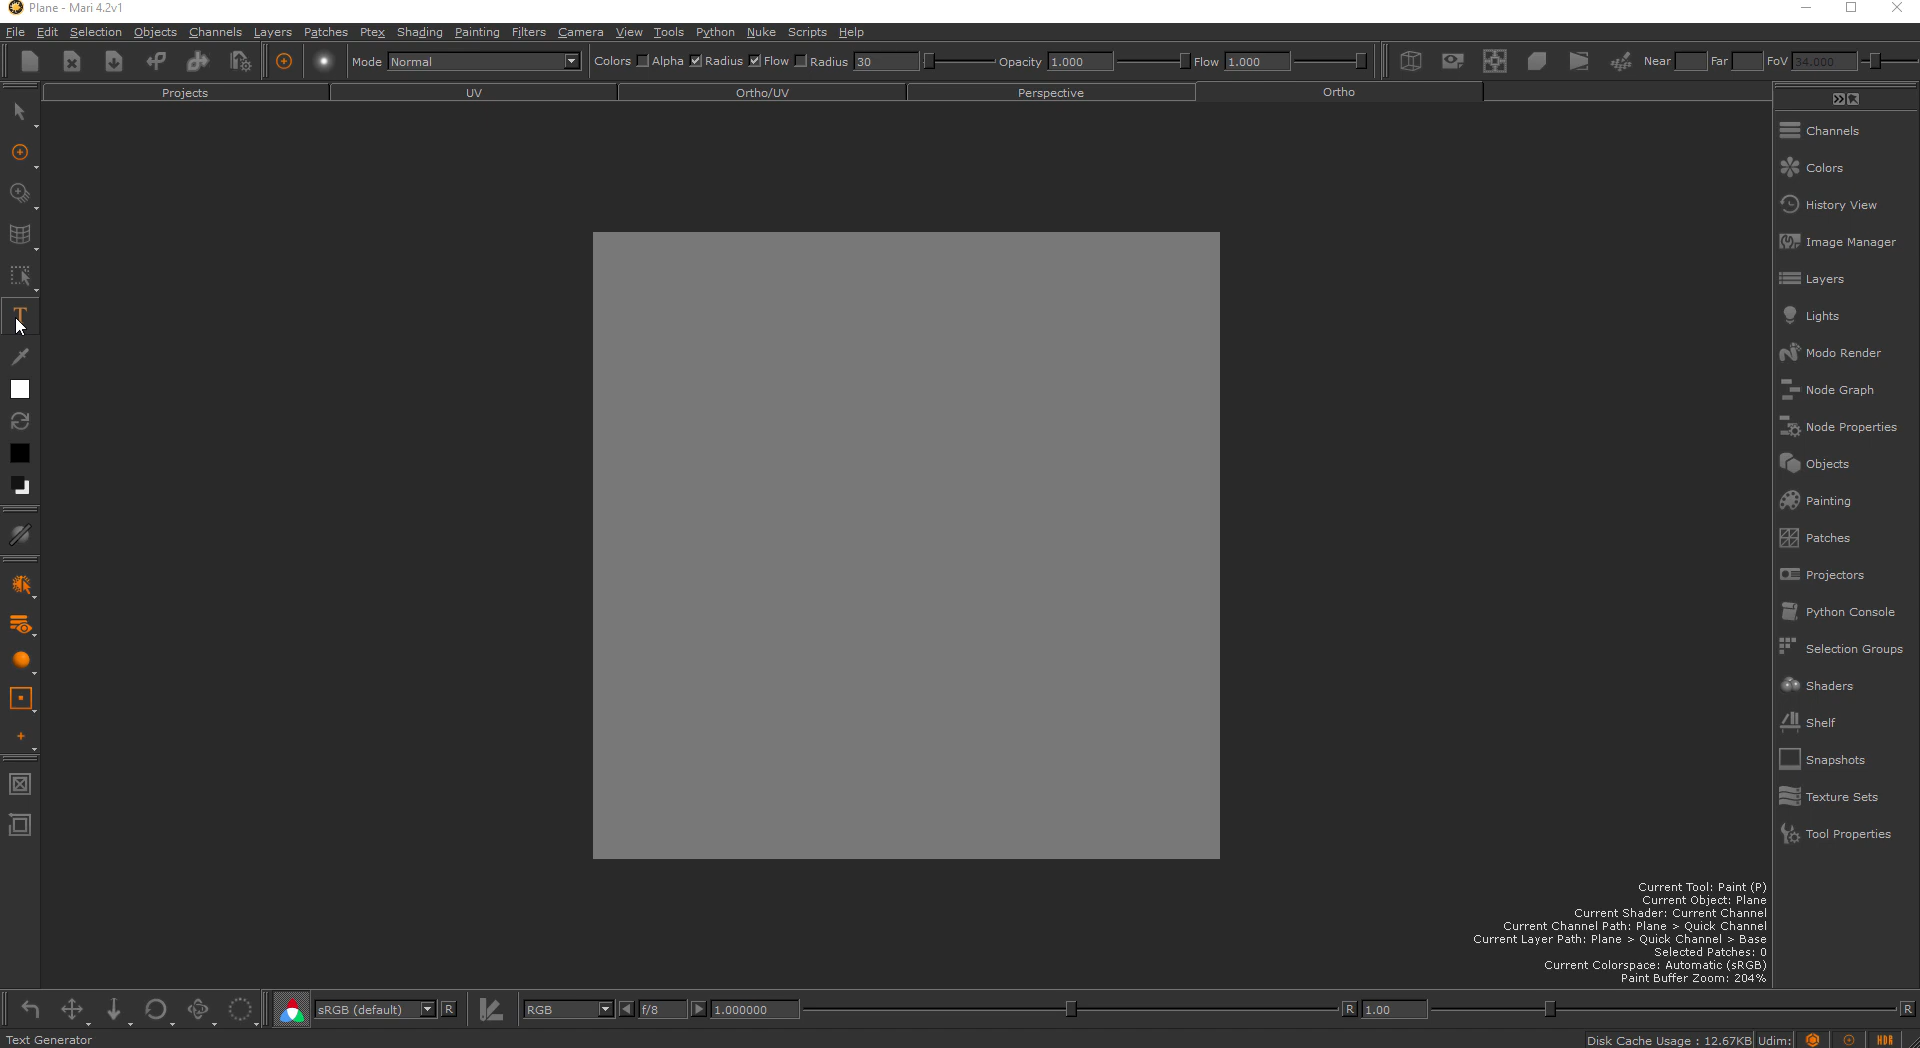 Plane - Mari 4.2v1
File Edit Selection Objects Channels Layers Patches Ptex Shading Painting Filters Camera View Tools Python Nuke Scripts Help
Mode Normal Colors Alpha Radius Flow Radius 30 Opacity 1.000 Flow 1.000 Near Far FoV 34.000
Projects UV Ortho/UV Perspective Ortho
Channels
Colors
History View
Image Manager
Layers
Lights
Modo Render
Node Graph
Node Properties
Objects
Painting
Patches
Projectors
Python Console
Selection Groups
Shaders
Shelf
Snapshots
Texture Sets
Tool Properties
T
Current Tool: Paint (P)
Current Object: Plane
Current Shader: Current Channel
Current Channel Path: Plane > Quick Channel
Current Layer Path: Plane > Quick Channel > Base
Selected Patches: 0
Current Colorspace: Automatic (sRGB)
Paint Buffer Zoom: 204%
sRGB (default) R RGB f/8 1.000000 R 1.00 R
Text Generator Disk Cache Usage : 12.67KB Udim: HDR